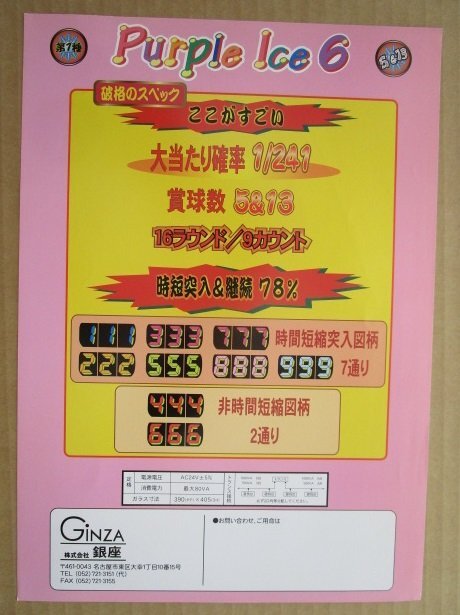 第1種
Purple Ice 6
5&13
破格のスペック
ここがすごい
大当たり確率 1/241
賞球数 5&13
16ラウンド/9カウント
時短突入&継続 78%
111 333 777 時間短縮突入図柄
222 555 888 999 7通り
444 非時間短縮図柄
666 2通り
定格
電源電圧 AC24V±5%
消費電力 最大80VA
ガラス寸法
GINZA
株式会社 銀座
〒461-0043 名古屋市東区大幸1丁目10番15号
TEL (052)721-3151 (代)
FAX (052)721-3155
●お問い合わせ、ご用命は